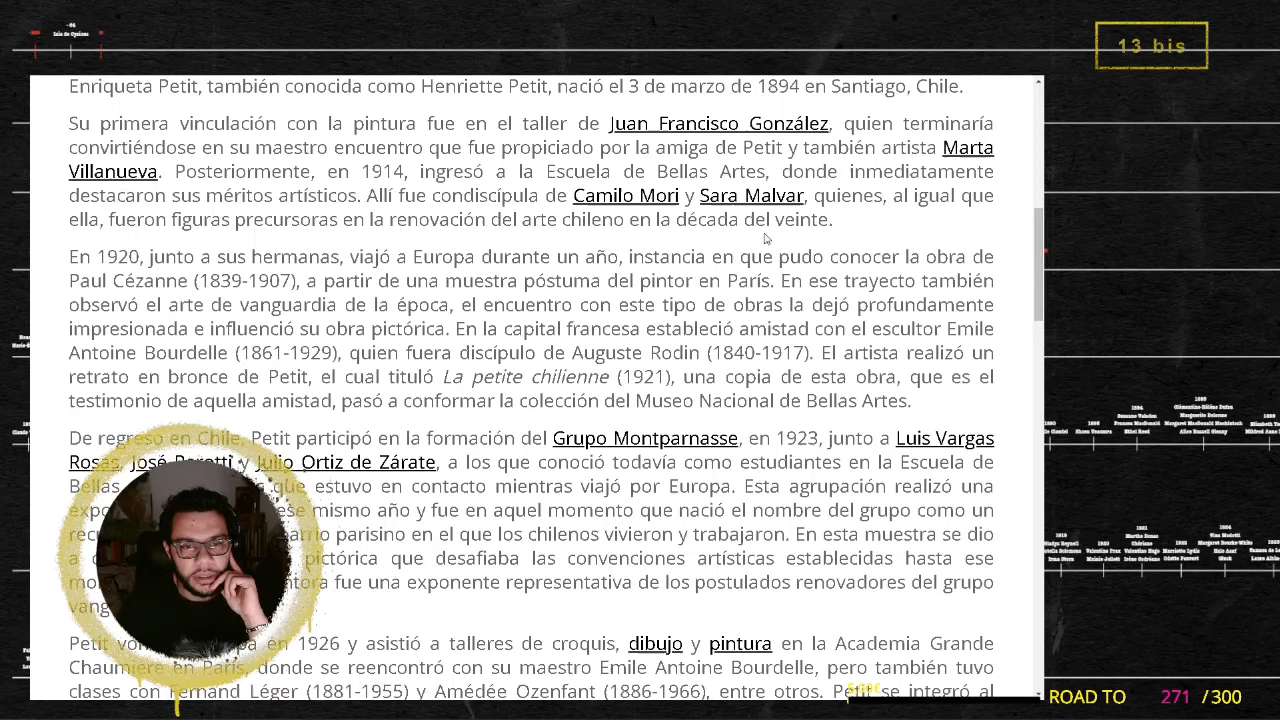 Isla de Oquinas
13 bis
Enriqueta Petit, también conocida como Henriette Petit, nació el 3 de marzo de 1894 en Santiago, Chile.
Su primera vinculación con la pintura fue en el taller de Juan Francisco González, quien terminaría
convirtiéndose en su maestro encuentro que fue propiciado por la amiga de Petit y también artista Marta
Villanueva. Posteriormente, en 1914, ingresó a la Escuela de Bellas Artes, donde inmediatamente
destacaron sus méritos artísticos. Allí fue condiscípula de Camilo Mori y Sara Malvar, quienes, al igual que
ella, fueron figuras precursoras en la renovación del arte chileno en la década del veinte.
En 1920, junto a sus hermanas, viajó a Europa durante un año, instancia en que pudo conocer la obra de
Paul Cézanne (1839-1907), a partir de una muestra póstuma del pintor en París. En ese trayecto también
observó el arte de vanguardia de la época, el encuentro con este tipo de obras la dejó profundamente
impresionada e influenció su obra pictórica. En la capital francesa estableció amistad con el escultor Emile
Antoine Bourdelle (1861-1929), quien fuera discípulo de Auguste Rodin (1840-1917). El artista realizó un
retrato en bronce de Petit, el cual tituló La petite chilienne (1921), una copia de esta obra, que es el
testimonio de aquella amistad, pasó a conformar la colección del Museo Nacional de Bellas Artes.
De regreso en Chile, Petit participó en la formación del Grupo Montparnasse, en 1923, junto a Luis Vargas
Rosas, José Perotti y Julio Ortiz de Zárate, a los que conoció todavía como estudiantes en la Escuela de
Bellas que estuvo en contacto mientras viajó por Europa. Esta agrupación realizó una
ese mismo año y fue en aquel momento que nació el nombre del grupo como un
parisino en el que los chilenos vivieron y trabajaron. En esta muestra se dio
a que desafiaba las convenciones artísticas establecidas hasta ese
fue una exponente representativa de los postulados renovadores del grupo
Petit en 1926 y asistió a talleres de croquis, dibujo y pintura en la Academia Grande
Chaumière en París, donde se reencontró con su maestro Emile Antoine Bourdelle, pero también tuvo
clases con Fernand Léger (1881-1955) y Amédée Ozenfant (1886-1966), entre otros. Petit se integró al
ROAD TO 271 /300